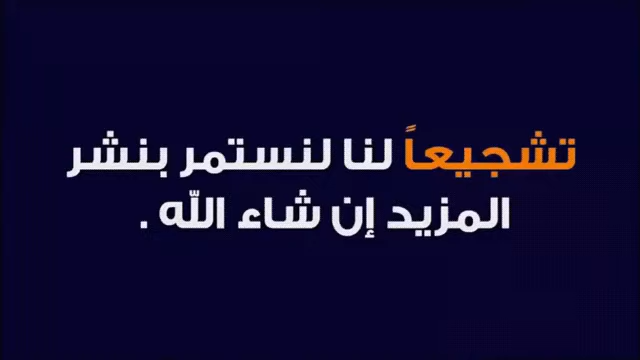 تشجيعاً لنا لنستمر بنشر
المزيد إن شاء الله .